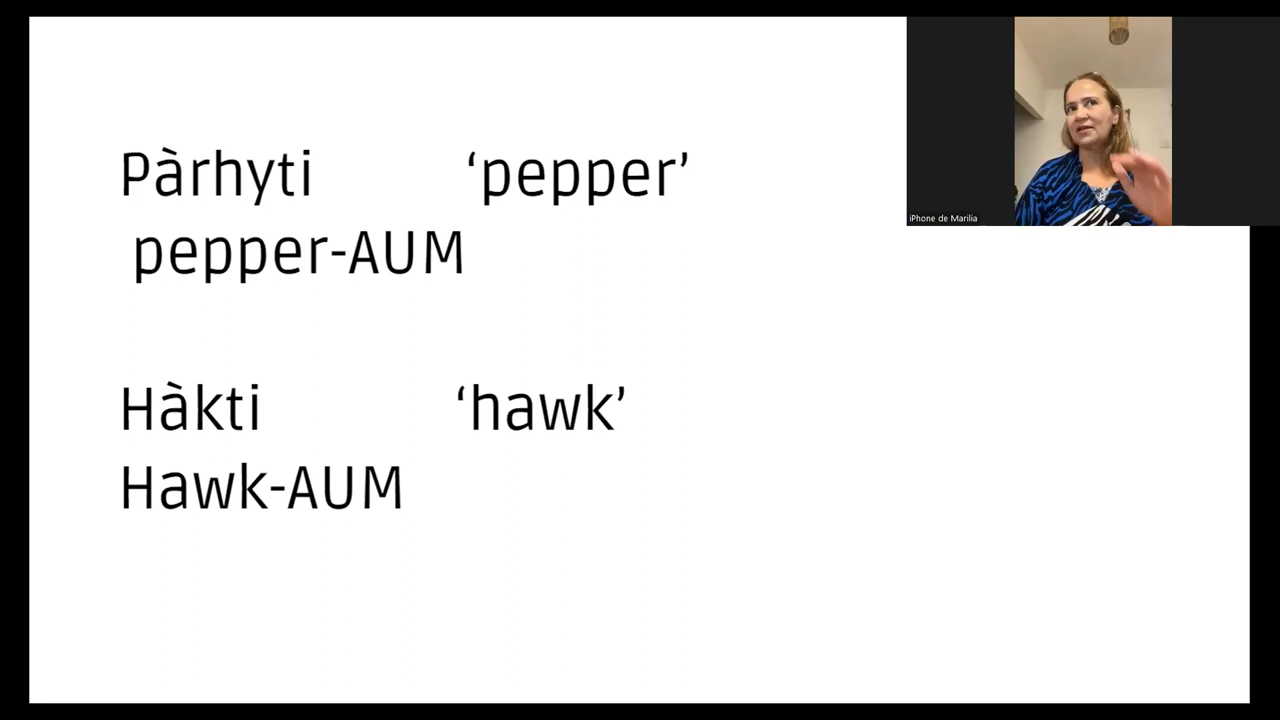 Pàrhyti ‘pepper’
pepper-AUM
Hàkti ‘hawk’
Hawk-AUM
iPhone de Marilia